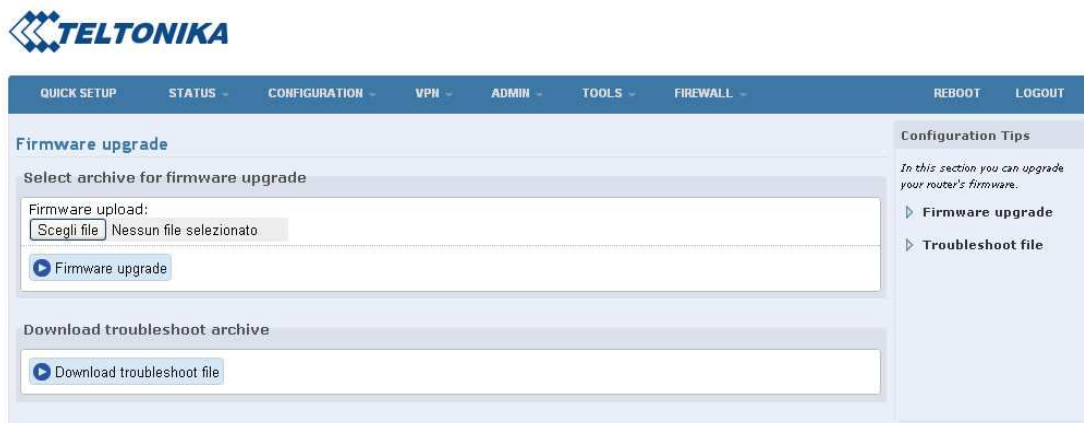 TELTONIKA
QUICK SETUP STATUS CONFIGURATION VPN ADMIN TOOLS FIREWALL REBOOT LOGOUT
Firmware upgrade
Select archive for firmware upgrade
Firmware upload:
Scegli file Nessun file selezionato
Firmware upgrade
Download troubleshoot archive
Download troubleshoot file
Configuration Tips
In this section you can upgrade
your router's firmware.
Firmware upgrade
Troubleshoot file